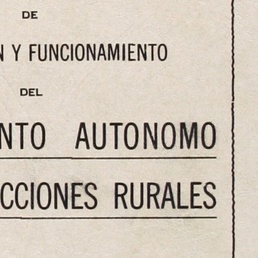 DE
N Y FUNCIONAMIENTO
DEL
NTO AUTONOMO
CCIONES RURALES